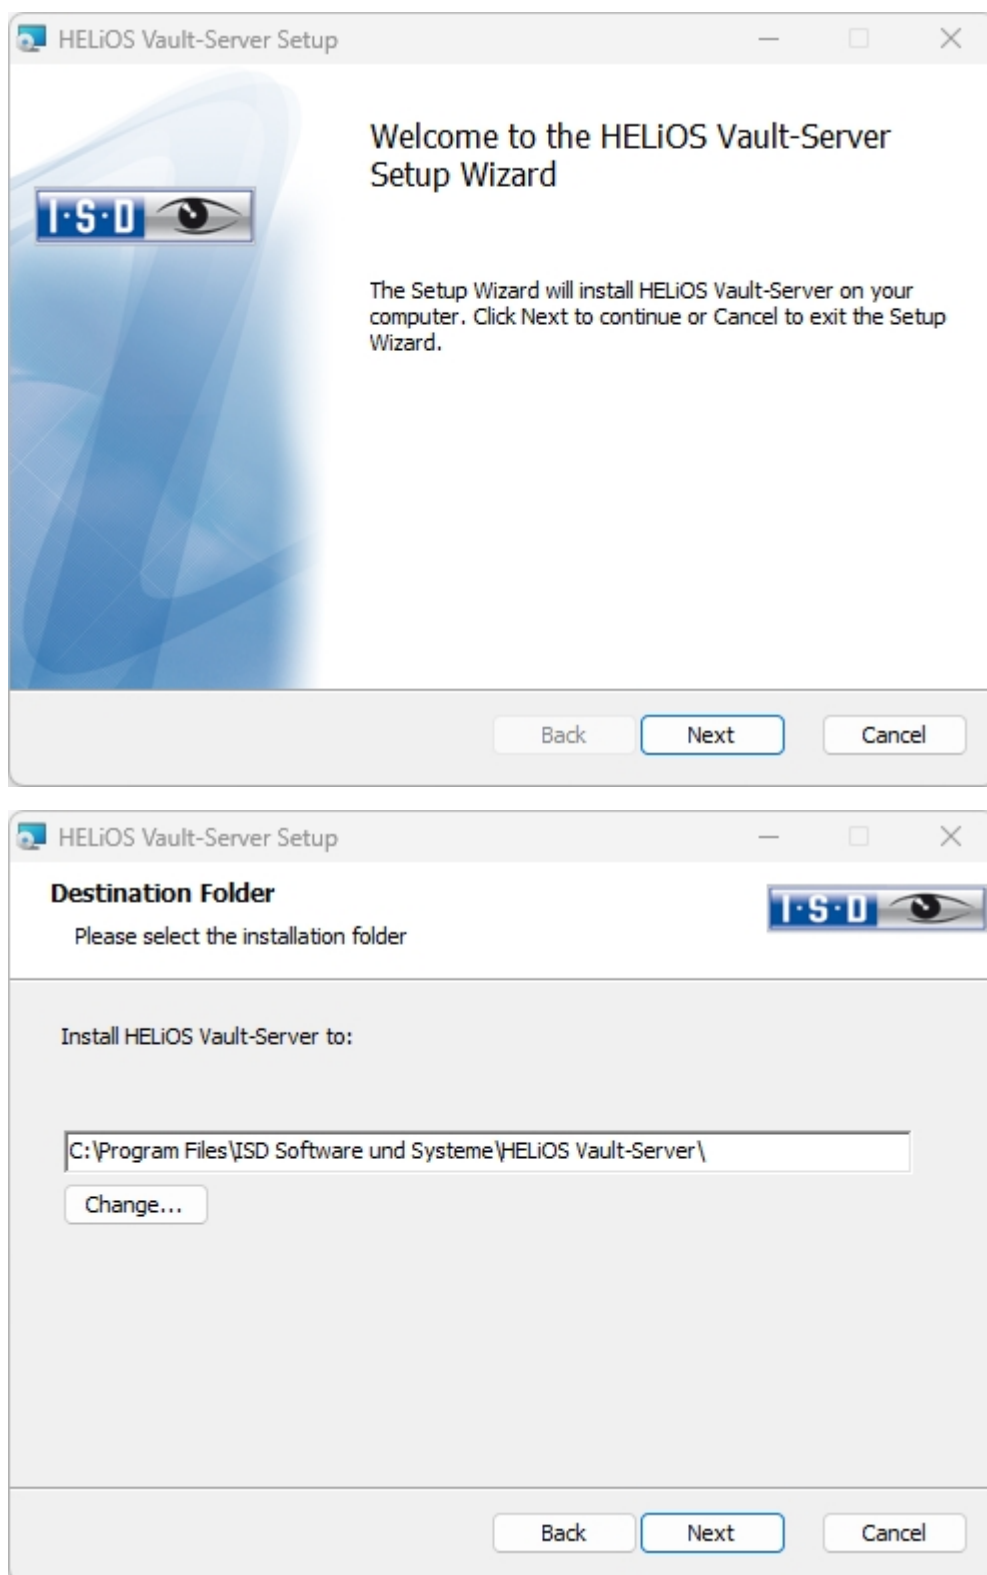 HELiOS Vault-Server Setup
Welcome to the HELiOS Vault-Server
Setup Wizard
I·S·D
The Setup Wizard will install HELiOS Vault-Server on your
computer. Click Next to continue or Cancel to exit the Setup
Wizard.
Back Next Cancel
HELiOS Vault-Server Setup
Destination Folder
I·S·D
Please select the installation folder
Install HELiOS Vault-Server to:
C:\Program Files\ISD Software und Systeme\HELiOS Vault-Server\
Change...
Back Next Cancel